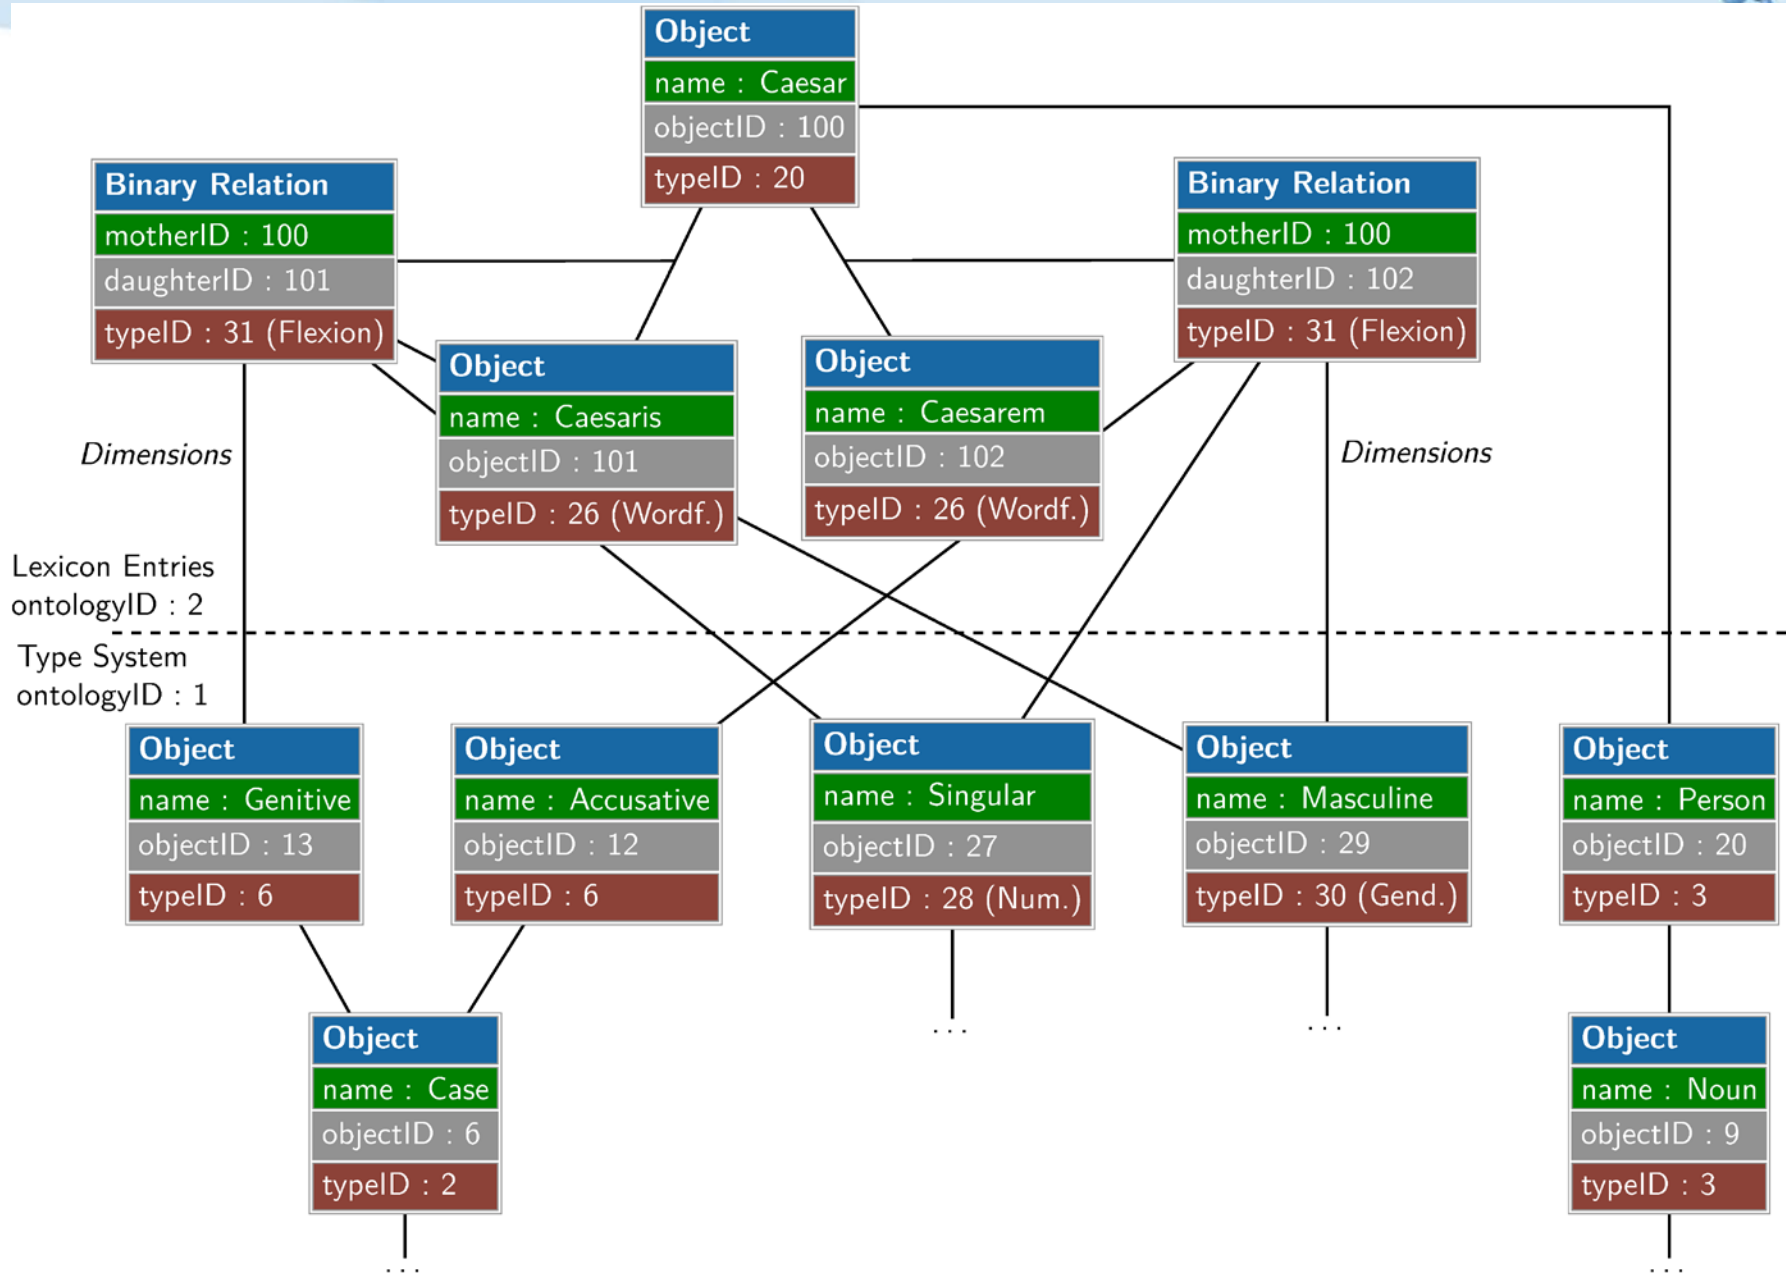 Object
name : Caesar
objectID : 100
typeID : 20
Binary Relation
motherID : 100
daughterID : 101
typeID : 31 (Flexion)
Binary Relation
motherID : 100
daughterID : 102
typeID : 31 (Flexion)
Object
name : Caesaris
objectID : 101
typeID : 26 (Wordf.)
Object
name : Caesarem
objectID : 102
typeID : 26 (Wordf.)
Dimensions
Dimensions
Lexicon Entries
ontologyID : 2
Type System
ontologyID : 1
Object
name : Genitive
objectID : 13
typeID : 6
Object
name : Accusative
objectID : 12
typeID : 6
Object
name : Singular
objectID : 27
typeID : 28 (Num.)
Object
name : Masculine
objectID : 29
typeID : 30 (Gend.)
Object
name : Person
objectID : 20
typeID : 3
. . .
. . .
Object
name : Case
objectID : 6
typeID : 2
. . .
Object
name : Noun
objectID : 9
typeID : 3
. . .